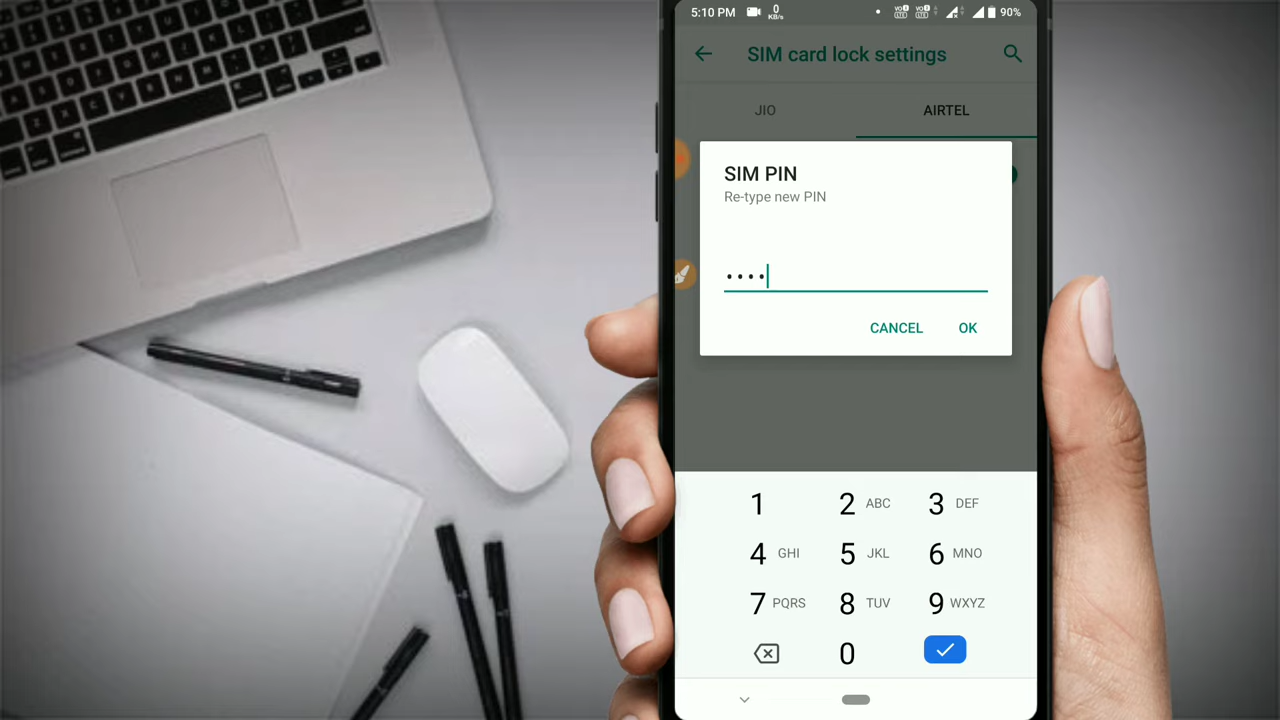 5:10 PM 0 KB/s 90%
SIM card lock settings
JIO AIRTEL
SIM PIN
Re-type new PIN
••••
CANCEL OK
1 2 ABC 3 DEF
4 GHI 5 JKL 6 MNO
7 PQRS 8 TUV 9 WXYZ
0